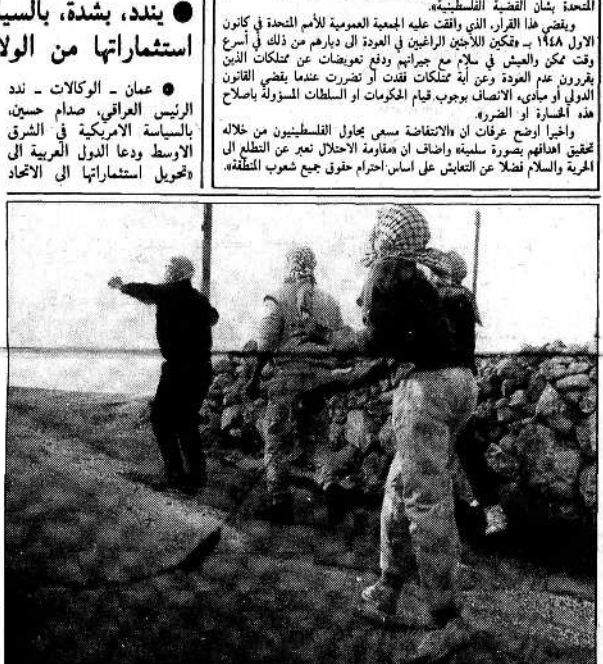 المتحدة بشأن القضية الفلسطينية».
ويقضي هذا القرار، الذي وافقت عليه الجمعية العمومية للأمم المتحدة في كانون
الاول ١٩٤٨ بـ «تمكين اللاجئين الراغبين في العودة الى ديارهم من ذلك في أسرع
وقت ممكن والعيش في سلام مع جيرانهم ودفع تعويضات عن ممتلكات الذين
يقررون عدم العودة وعن أية ممتلكات فقدت أو تضررت عندما يقضي القانون
الدولي أو مبادىء الانصاف بوجوب قيام الحكومات او السلطات المسؤولة باصلاح
هذه الخسارة او الضرر».
واخيرا اوضح عرفات ان «الانتفاضة مسعى يحاول الفلسطينيون من خلاله
تحقيق اهدافهم بصورة سلمية» واضاف ان «مقاومة الاحتلال تعبر عن التطلع الى
الحرية والسلام فضلا عن التعايش على اساس احترام حقوق جميع شعوب المنطقة».
● يندد، بشدة، بالسيا
استثماراتها من الولا
● عمان - الوكالات - ندد
الرئيس العراقي، صدام حسين،
بالسياسة الامريكية في الشرق
الاوسط ودعا الدول العربية الى
«تحويل استثماراتها الى الاتحاد